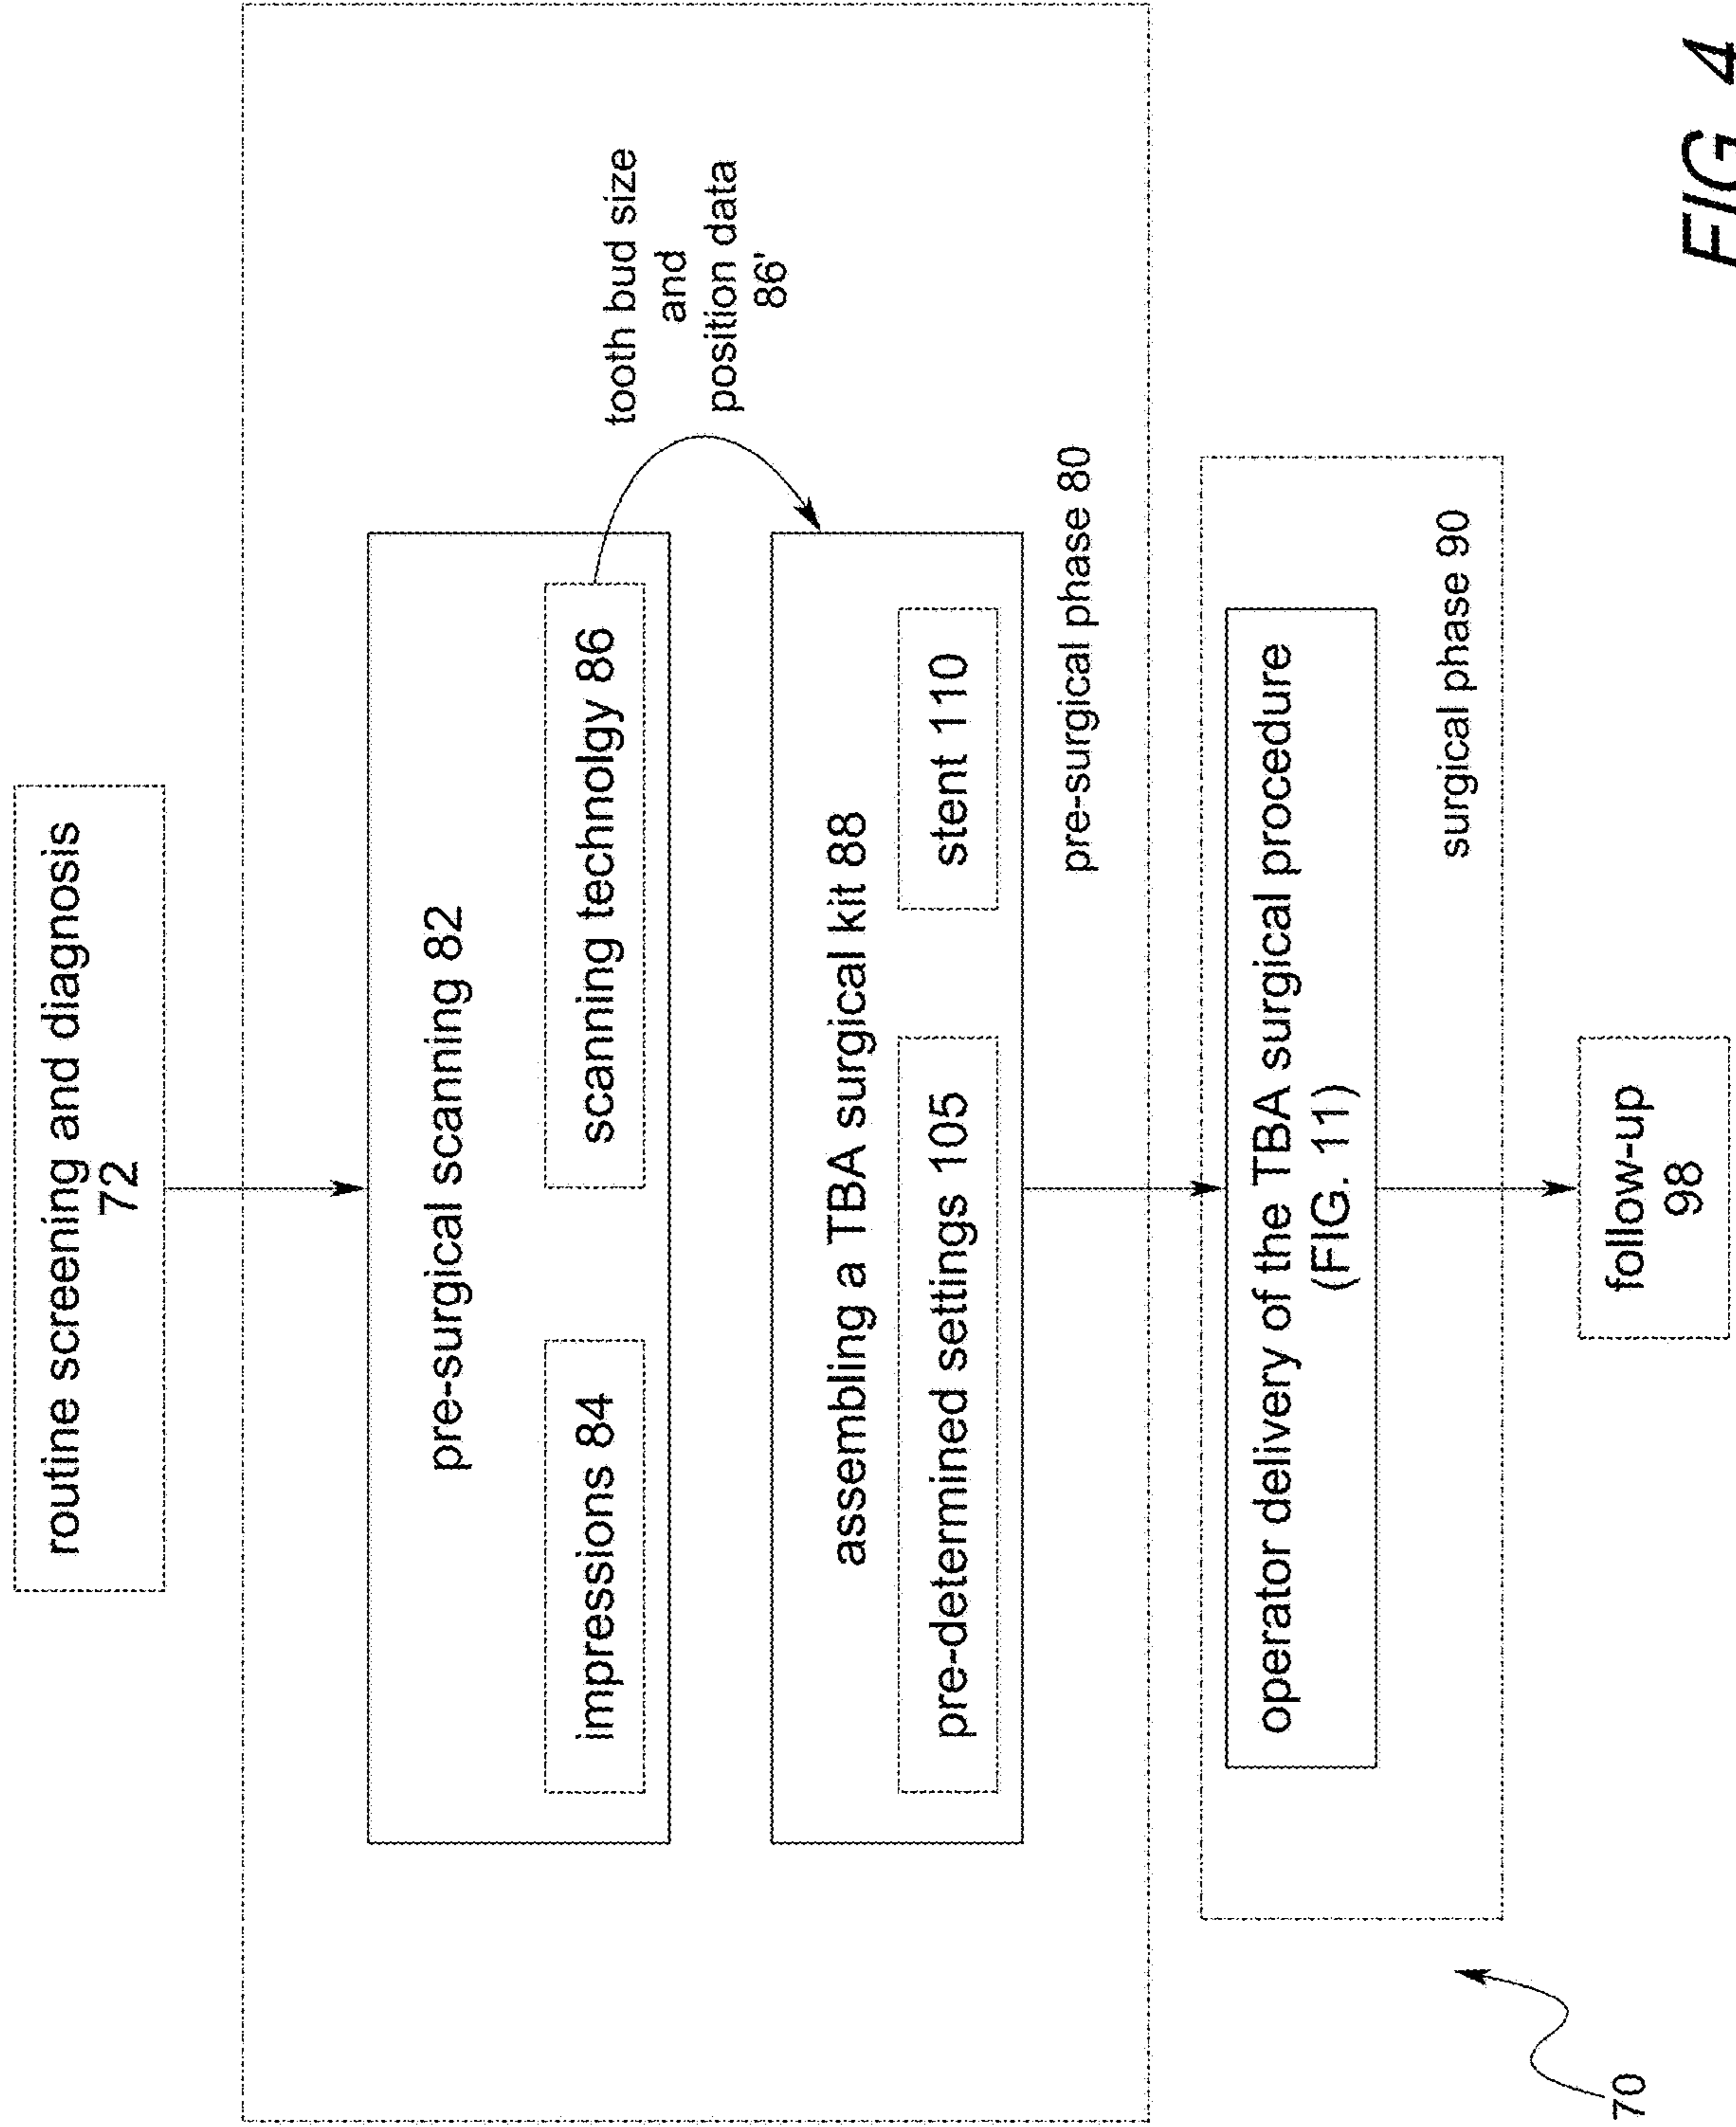 routine screening and diagnosis
72
pre-surgical scanning 82
impressions 84
scanning technolgy 86
tooth bud size
and
position data
86'
assembling a TBA surgical kit 88
pre-determined settings 105
stent 110
pre-surgical phase 80
operator delivery of the TBA surgical procedure
(FIG. 11)
surgical phase 90
follow-up
98
70
FIG. 4